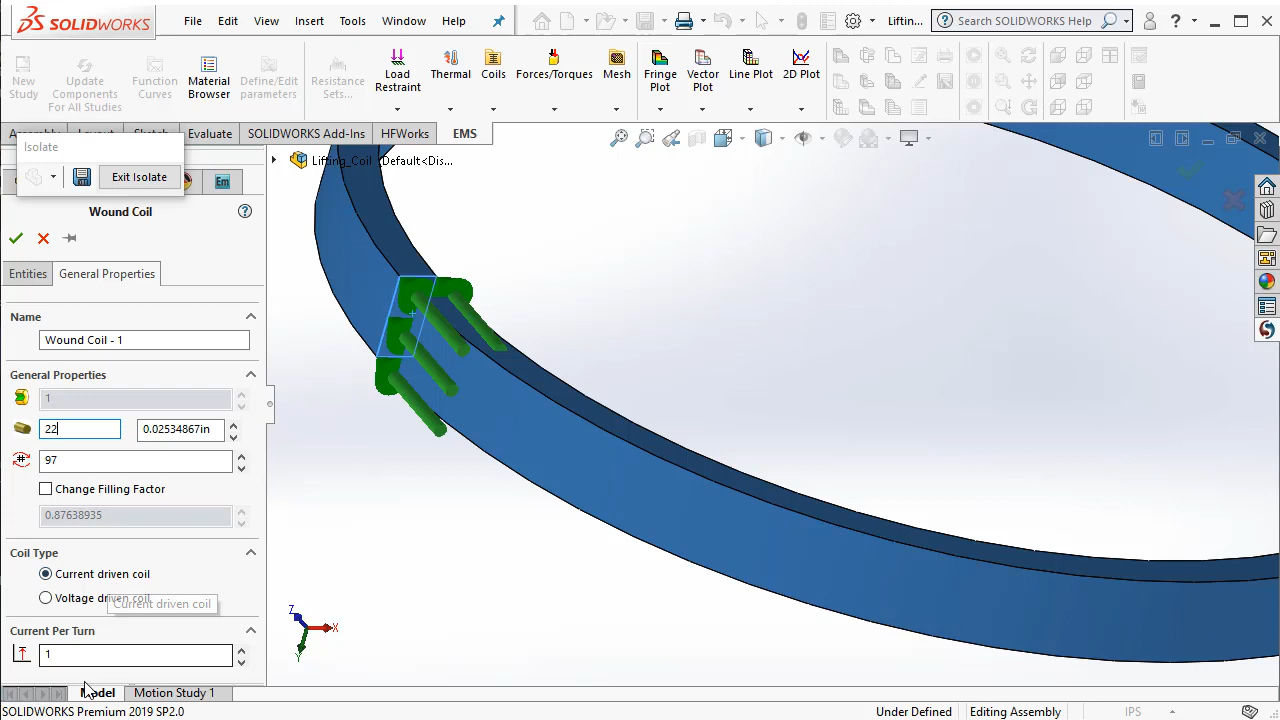 SOLIDWORKS
File Edit View Insert Tools Window Help
Liftin...
Search SOLIDWORKS Help
New Study
Update Components For All Studies
Function Curves
Material Browser
Define/Edit parameters
Resistance Sets...
Load Restraint
Thermal
Coils
Forces/Torques
Mesh
Fringe Plot
Vector Plot
Line Plot
2D Plot
Evaluate SOLIDWORKS Add-Ins HFWorks EMS
Isolate
Exit Isolate
Em
Lifting_Coil (Default<Dis...
Wound Coil
Entities General Properties
Name
Wound Coil - 1
General Properties
1
22 0.02534867in
97
Change Filling Factor
0.87638935
Coil Type
Current driven coil
Voltage driven coil
Current driven coil
Current Per Turn
1
Z X Y
Model Motion Study 1
SOLIDWORKS Premium 2019 SP2.0
Under Defined Editing Assembly IPS